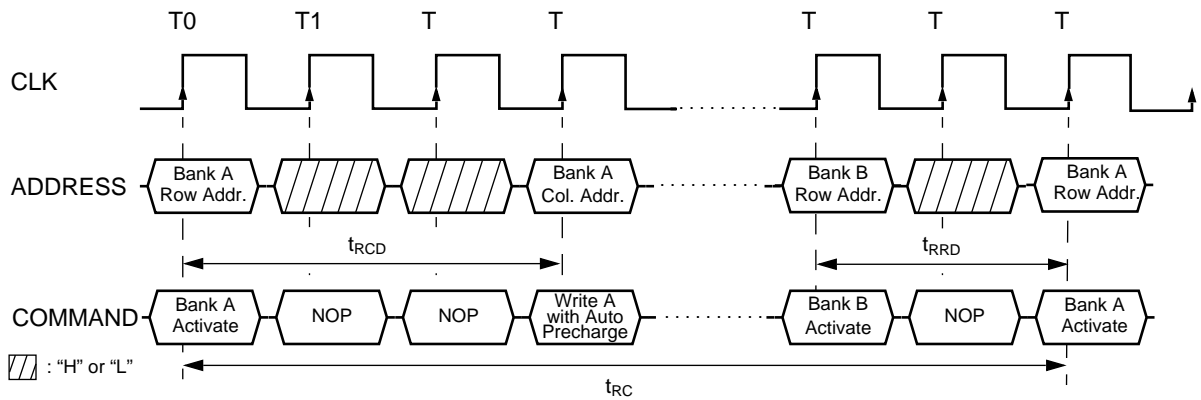 T0 T1 T T T T T
CLK
ADDRESS Bank A Row Addr. Bank A Col. Addr. Bank B Row Addr. Bank A Row Addr.
tRCD tRRD
COMMAND Bank A Activate NOP NOP Write A with Auto Precharge Bank B Activate NOP Bank A Activate
: “H” or “L”
tRC